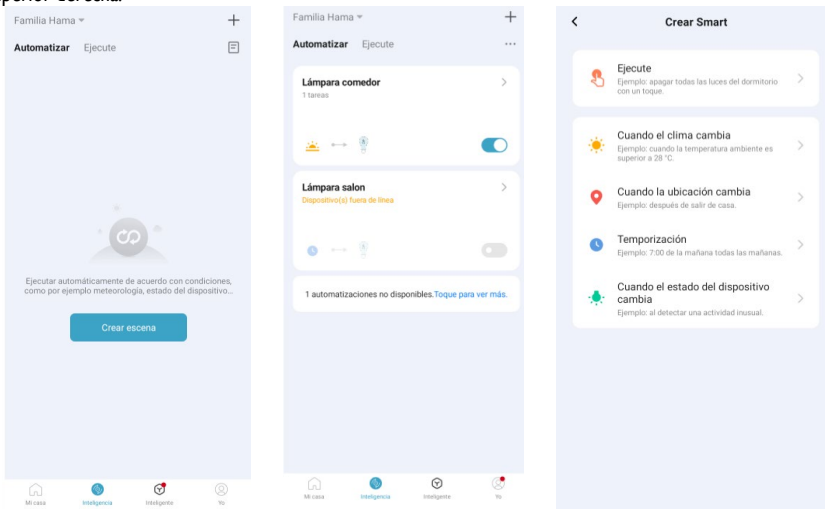 superior derecha.
Familia Hama
Automatizar Ejecute
Ejecutar automáticamente de acuerdo con condiciones,
como por ejemplo meteorología, estado del dispositivo...
Crear escena
Mi casa Inteligencia Inteligente Yo
Familia Hama
Automatizar Ejecute
Lámpara comedor
1 tareas
Lámpara salon
Dispositivo(s) fuera de línea
1 automatizaciones no disponibles.Toque para ver más.
Mi casa Inteligencia Inteligente Yo
Crear Smart
Ejecute
Ejemplo: apagar todas las luces del dormitorio
con un toque.
Cuando el clima cambia
Ejemplo: cuando la temperatura ambiente es
superior a 28 °C.
Cuando la ubicación cambia
Ejemplo: después de salir de casa.
Temporización
Ejemplo: 7:00 de la mañana todas las mañanas.
Cuando el estado del dispositivo
cambia
Ejemplo: al detectar una actividad inusual.